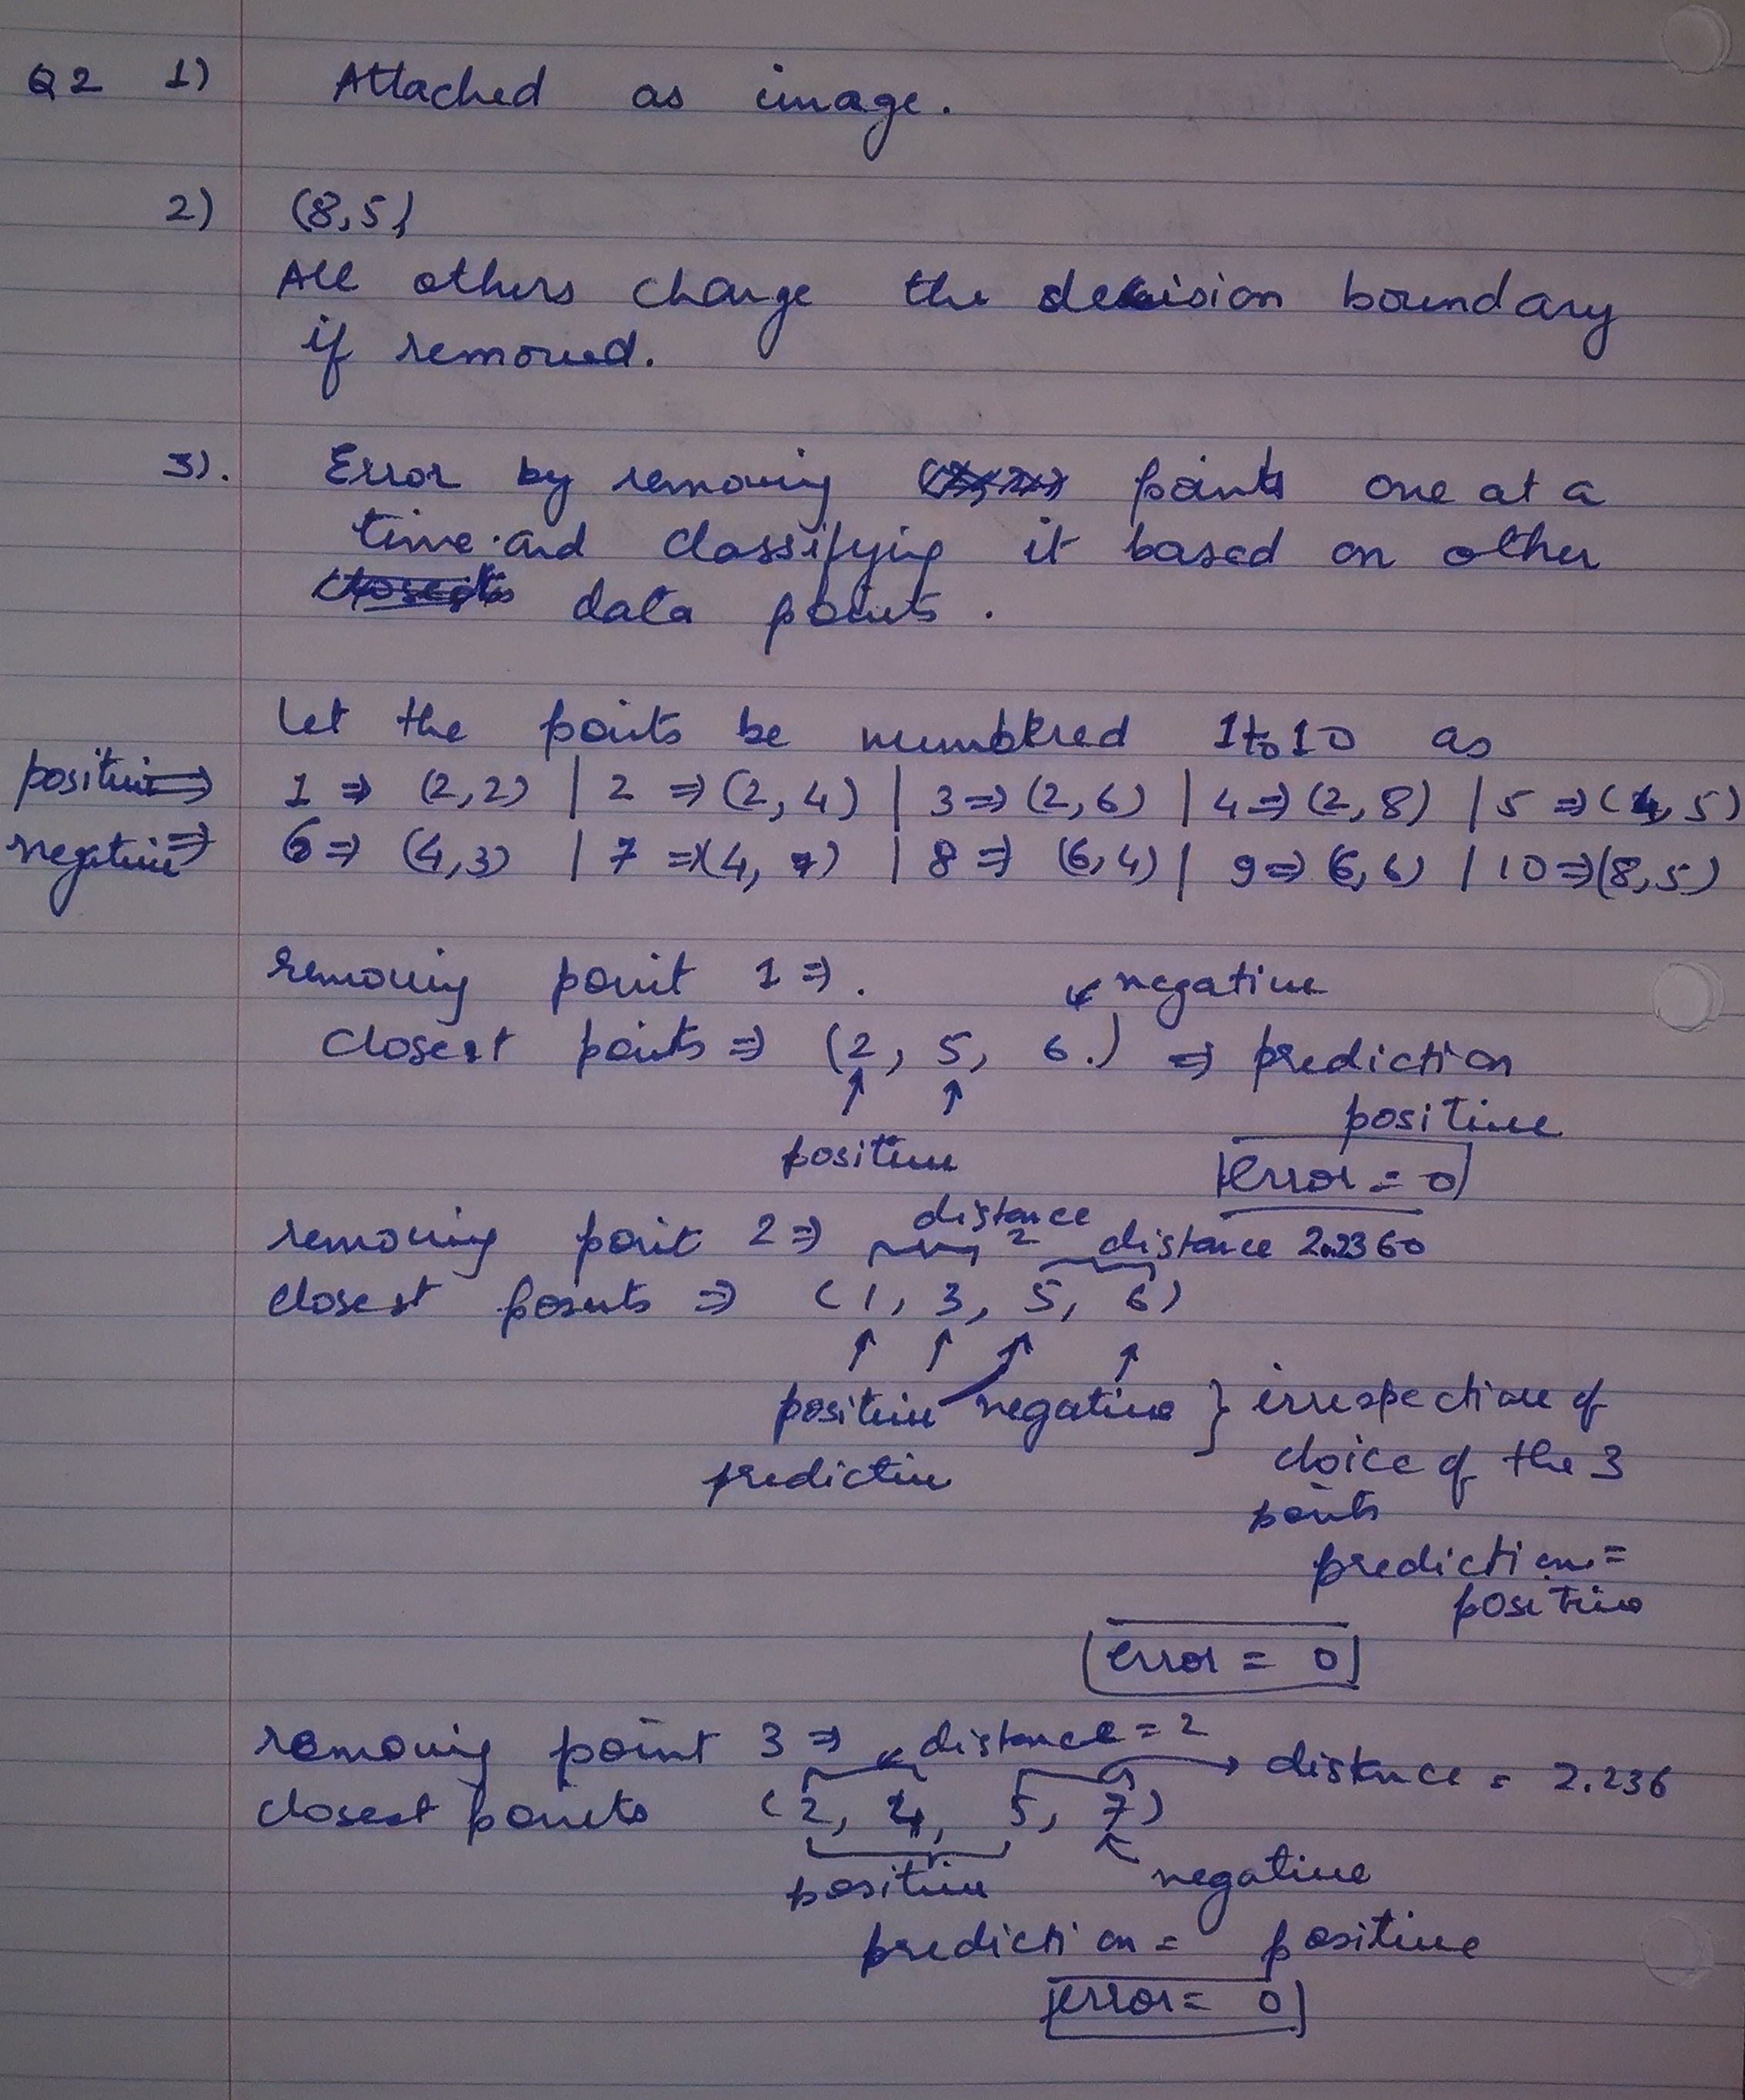 Q2 1) Attached as image.
2) (8,5)
All others change the decision boundary
if removed.
3). Error by removing points one at a
time and classifying it based on other
data points.
Let the points be numbered 1 to 10 as
positive ⇒ 1 ⇒ (2,2) | 2 ⇒ (2,4) | 3 ⇒ (2,6) | 4 ⇒ (2,8) | 5 ⇒ (4,5)
negative ⇒ 6 ⇒ (4,3) | 7 ⇒ (4,7) | 8 ⇒ (6,4) | 9 ⇒ (6,6) | 10 ⇒ (8,5)
removing point 1 ⇒. ↙ negative
Closest points ⇒ (2, 5, 6.) ⇒ prediction
↑ ↑ positive
positive error = 0
removing point 2 ⇒ distance 2 distance 2.2360
closest points ⇒ (1, 3, 5, 6)
↑ ↑ ↑ ↑
positive negative } irrespective of
predictive choice of the 3
points
prediction =
positive
error = 0
removing point 3 ⇒ distance = 2 → distance = 2.236
closest points (2, 4, 5, 7)
positive negative
prediction = positive
error = 0